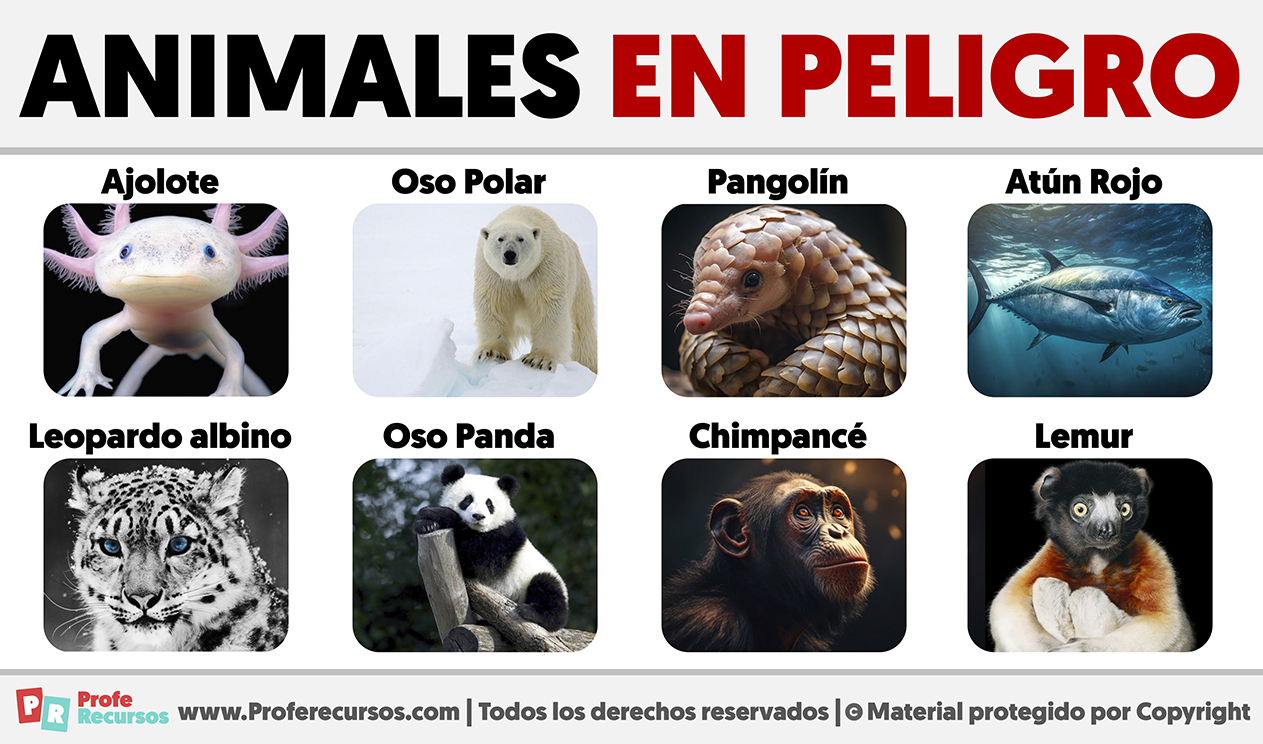 ANIMALES EN PELIGRO
Ajolote
Oso Polar
Pangolín
Atún Rojo
Leopardo albino
Oso Panda
Chimpancé
Lemur
PR
Profe
Recursos
www.Proferecursos.com | Todos los derechos reservados | © Material protegido por Copyright